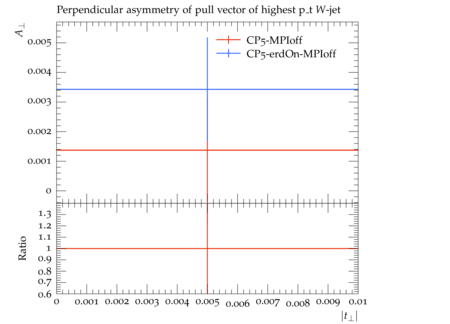 Perpendicular asymmetry of pull vector of highest p_t W-jet
A⊥
CP5-MPIoff
CP5-erdOn-MPIoff
0.005
0.004
0.003
0.002
0.001
0
Ratio
1.3
1.2
1.1
1
0.9
0.8
0.7
0.6
0 0.001 0.002 0.003 0.004 0.005 0.006 0.007 0.008 0.009 0.01
|t⊥|